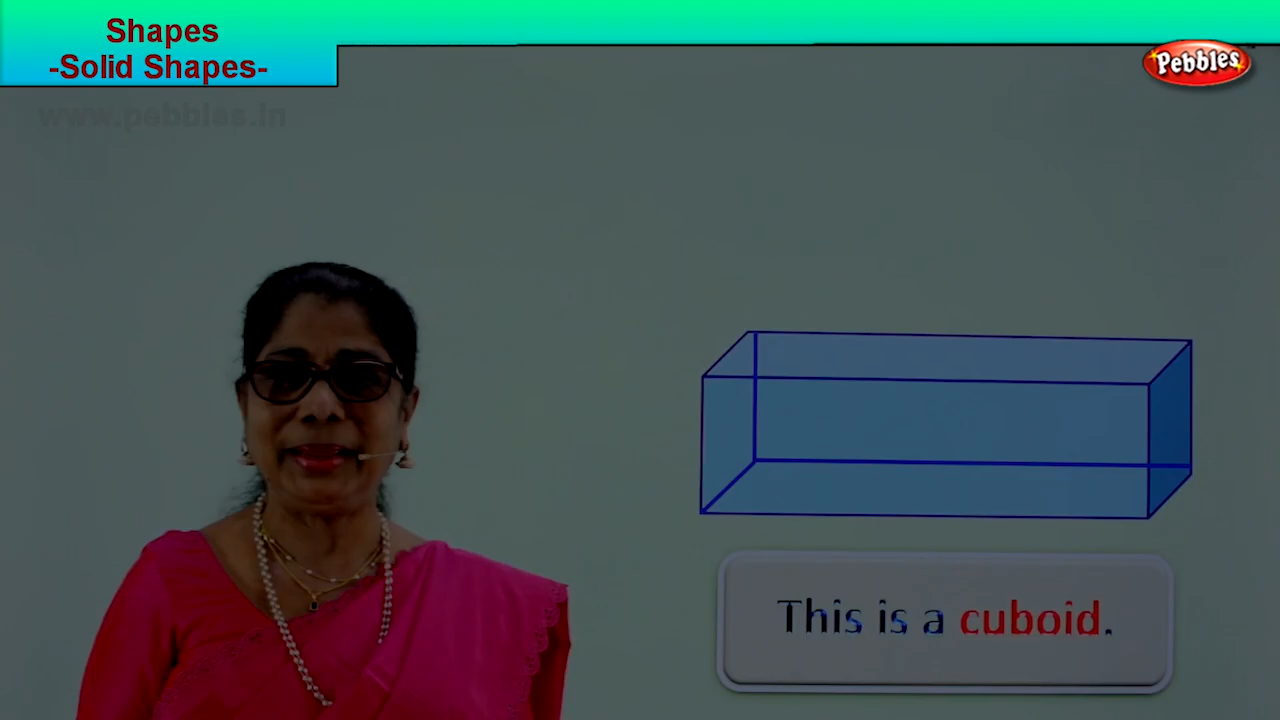 Shapes
-Solid Shapes-
Pebbles
www.pebbles.in
This is a cuboid.